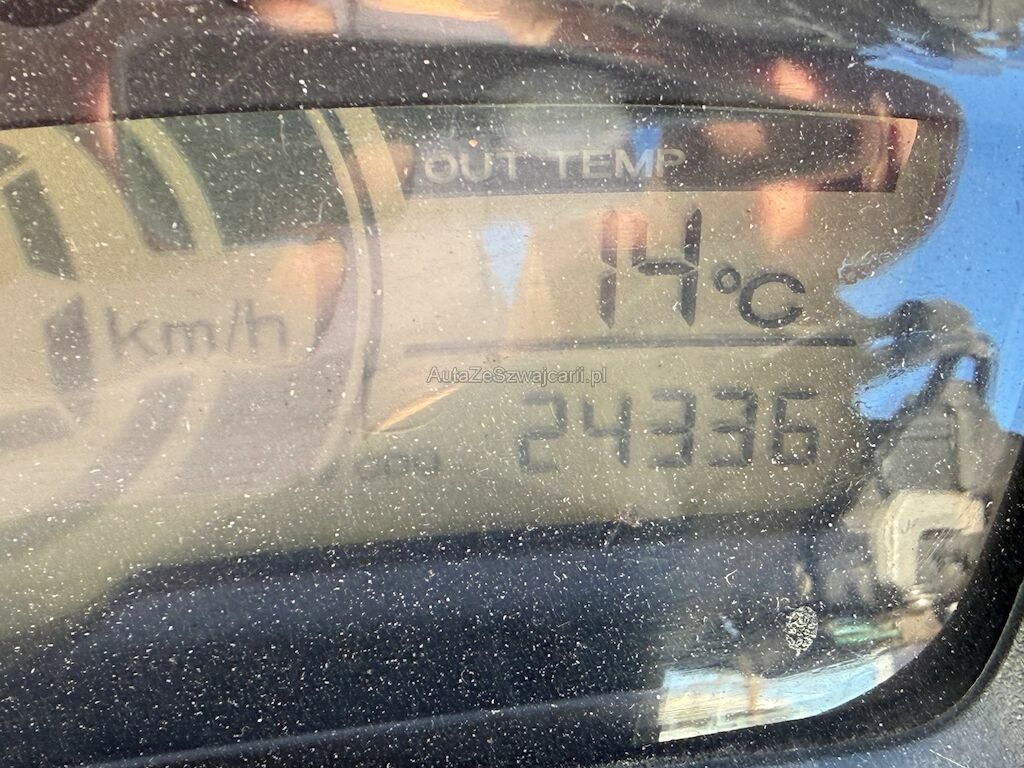 OUT TEMP
14°C
km/h
AutaZeSzwajcarii.pl
24336